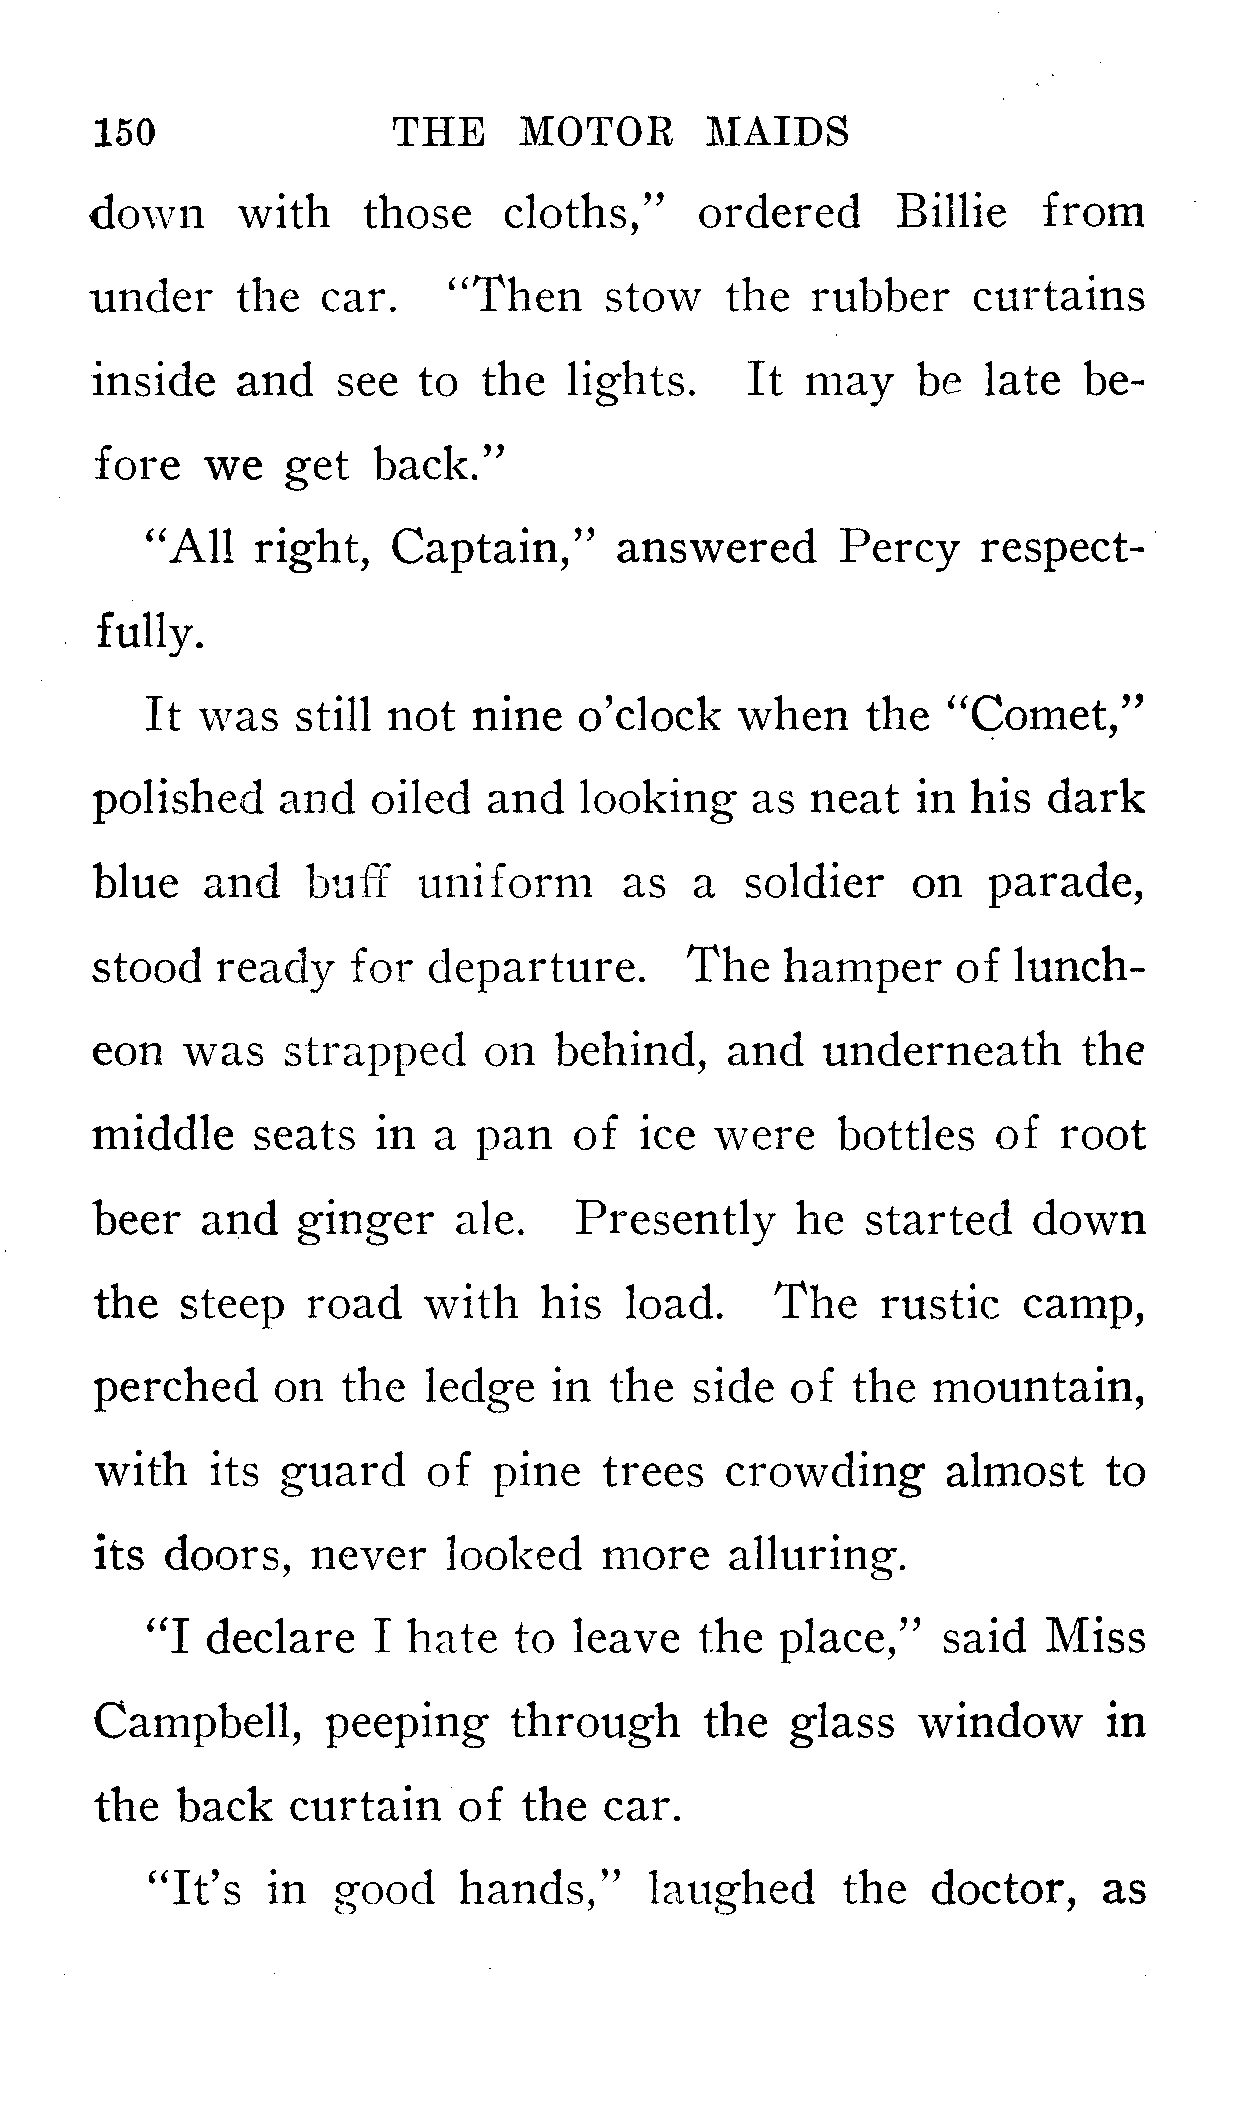 150 THE MOTOR MAIDS
down with those cloths,” ordered Billie from
under the car. “Then stow the rubber curtains
inside and see to the lights. It may be late be-
fore we get back.”
“All right, Captain,” answered Percy respect-
fully.
It was still not nine o’clock when the “Comet,”
polished and oiled and looking as neat in his dark
blue and buff uniform as a soldier on parade,
stood ready for departure. The hamper of lunch-
eon was strapped on behind, and underneath the
middle seats in a pan of ice were bottles of root
beer and ginger ale. Presently he started down
the steep road with his load. The rustic camp,
perched on the ledge in the side of the mountain,
with its guard of pine trees crowding almost to
its doors, never looked more alluring.
“I declare I hate to leave the place,” said Miss
Campbell, peeping through the glass window in
the back curtain of the car.
“It’s in good hands,” laughed the doctor, as